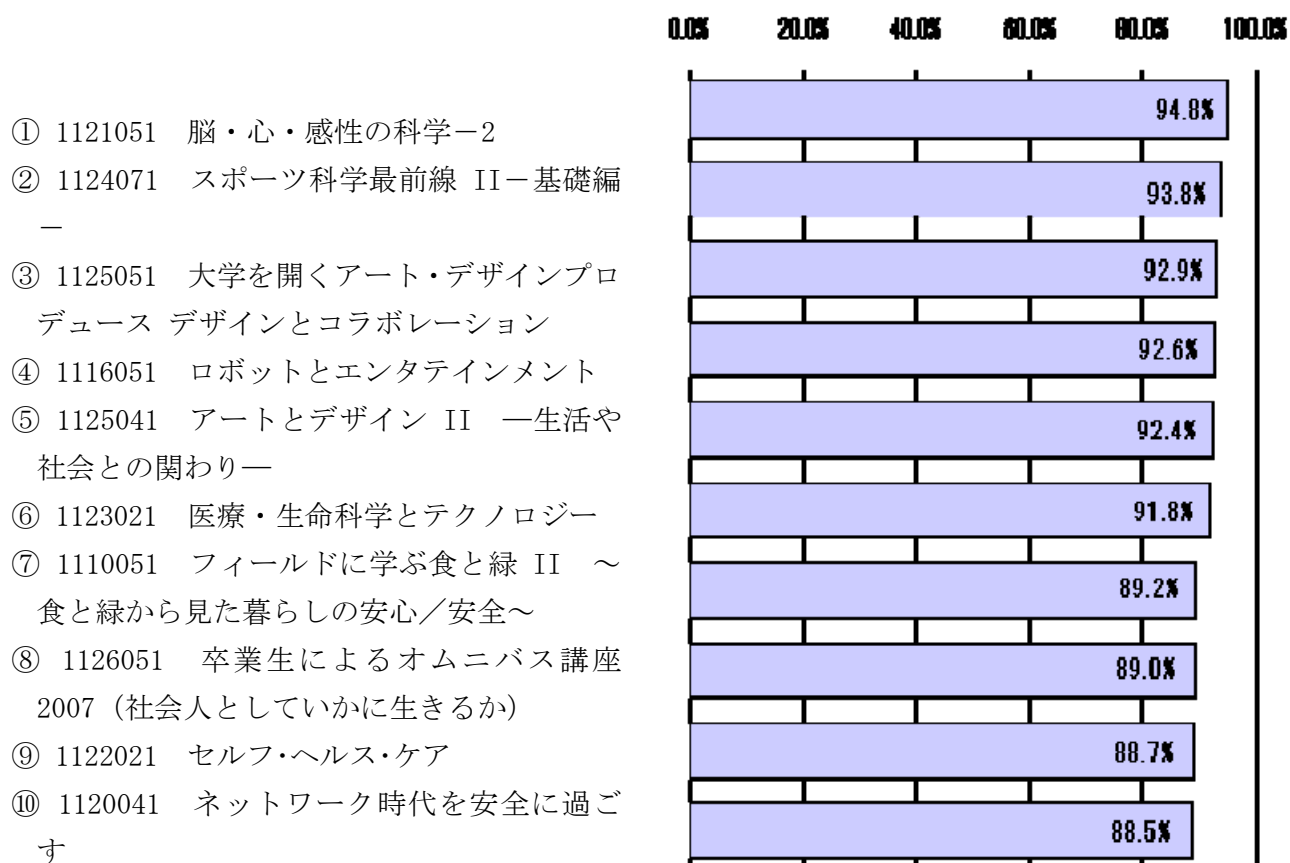 0.0% 20.0% 40.0% 60.0% 80.0% 100.0%
① 1121051 脳・心・感性の科学－2
② 1124071 スポーツ科学最前線 II－基礎編
－
③ 1125051 大学を開くアート・デザインプロ
デュース デザインとコラボレーション
④ 1116051 ロボットとエンタテインメント
⑤ 1125041 アートとデザイン II ―生活や
社会との関わり―
⑥ 1123021 医療・生命科学とテクノロジー
⑦ 1110051 フィールドに学ぶ食と緑 II ～
食と緑から見た暮らしの安心／安全～
⑧ 1126051 卒業生によるオムニバス講座
2007（社会人としていかに生きるか）
⑨ 1122021 セルフ・ヘルス・ケア
⑩ 1120041 ネットワーク時代を安全に過ご
す
94.8%
93.8%
92.9%
92.6%
92.4%
91.8%
89.2%
89.0%
88.7%
88.5%